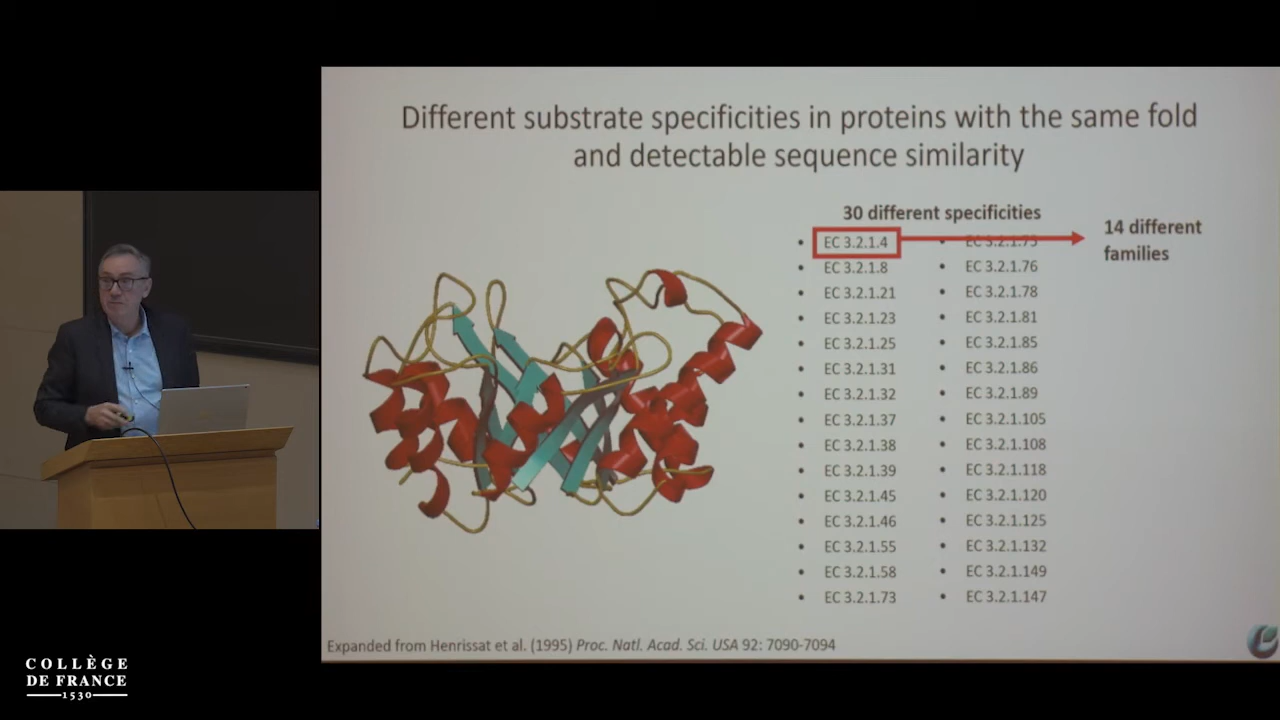 Different substrate specificities in proteins with the same fold
and detectable sequence similarity
30 different specificities
• EC 3.2.1.4
• EC 3.2.1.8
• EC 3.2.1.21
• EC 3.2.1.23
• EC 3.2.1.25
• EC 3.2.1.31
• EC 3.2.1.32
• EC 3.2.1.37
• EC 3.2.1.38
• EC 3.2.1.39
• EC 3.2.1.45
• EC 3.2.1.46
• EC 3.2.1.55
• EC 3.2.1.58
• EC 3.2.1.73
• EC 3.2.1.75
• EC 3.2.1.76
• EC 3.2.1.78
• EC 3.2.1.81
• EC 3.2.1.85
• EC 3.2.1.86
• EC 3.2.1.89
• EC 3.2.1.105
• EC 3.2.1.108
• EC 3.2.1.118
• EC 3.2.1.120
• EC 3.2.1.125
• EC 3.2.1.132
• EC 3.2.1.149
• EC 3.2.1.147
14 different
families
Expanded from Henrissat et al. (1995) Proc. Natl. Acad. Sci. USA 92: 7090-7094
COLLÈGE
DE FRANCE
1530